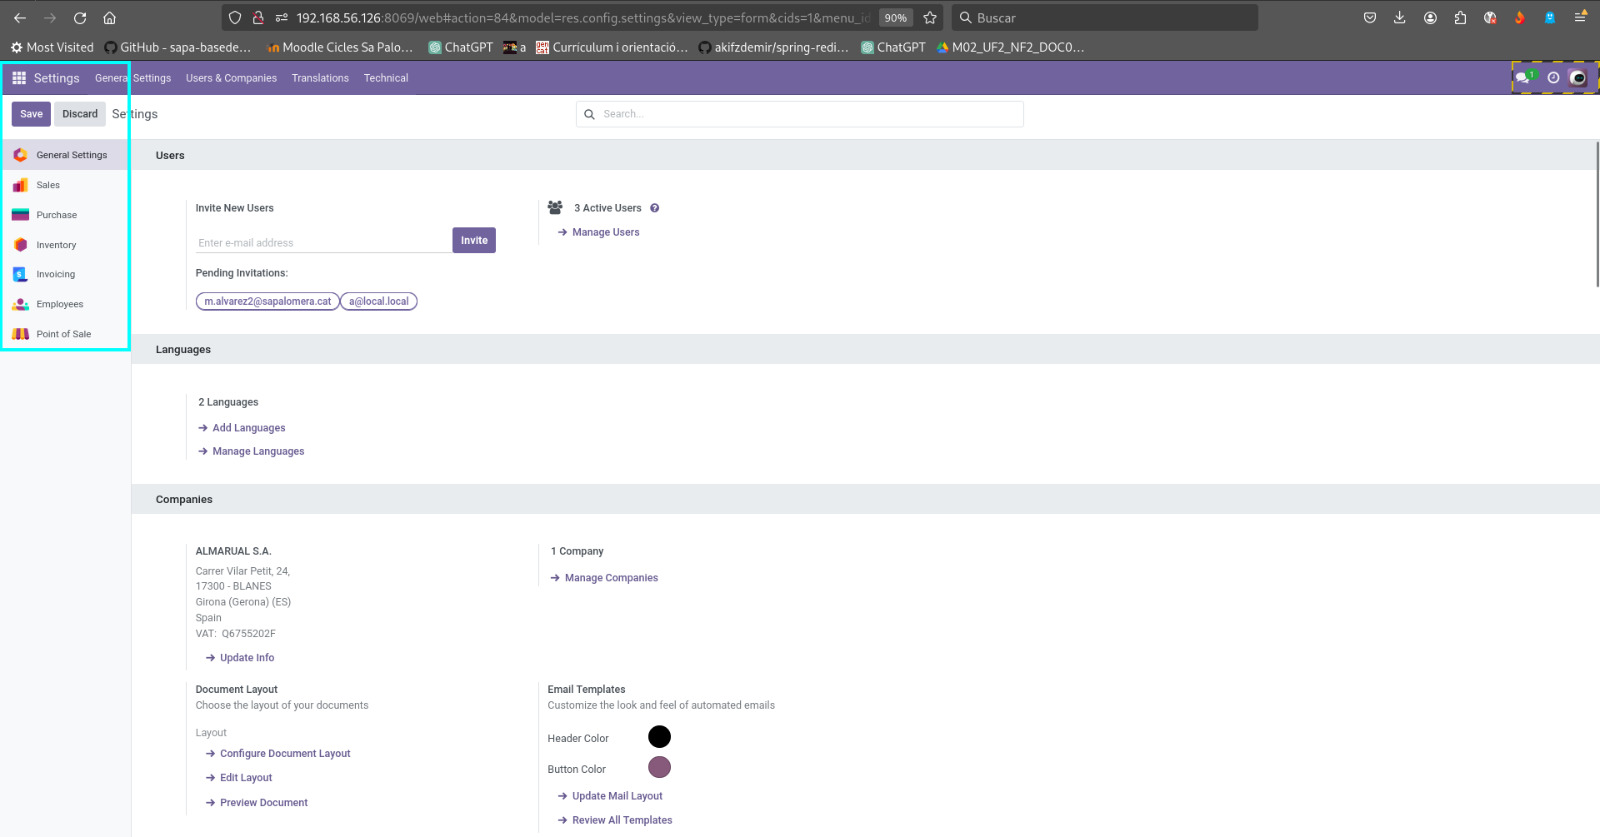 192.168.56.126:8069/web#action=84&model=res.config.settings&view_type=form&cids=1&menu_id
90%
Buscar
Most Visited
GitHub - sapa-basede...
Moodle Cicles Sa Palo...
ChatGPT
a
Currículum i orientació...
akifzdemir/spring-redi...
ChatGPT
M02_UF2_NF2_DOC0...
Settings
General Settings
Users & Companies
Translations
Technical
1
Save
Discard
Settings
Search...
General Settings
Sales
Purchase
Inventory
Invoicing
Employees
Point of Sale
Users
Invite New Users
Enter e-mail address
Invite
Pending Invitations:
m.alvarez2@sapalomera.cat
a@local.local
3 Active Users
Manage Users
Languages
2 Languages
Add Languages
Manage Languages
Companies
ALMARUAL S.A.
Carrer Vilar Petit, 24,
17300 - BLANES
Girona (Gerona) (ES)
Spain
VAT: Q6755202F
Update Info
1 Company
Manage Companies
Document Layout
Choose the layout of your documents
Layout
Configure Document Layout
Edit Layout
Preview Document
Email Templates
Customize the look and feel of automated emails
Header Color
Button Color
Update Mail Layout
Review All Templates